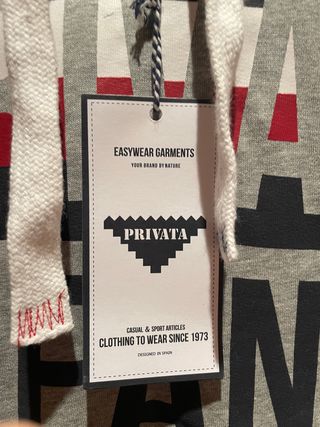 EASYWEAR GARMENTS
YOUR BRAND BY NATURE
PRIVATA
CASUAL & SPORT ARTICLES
CLOTHING TO WEAR SINCE 1973
DESIGNED IN SPAIN